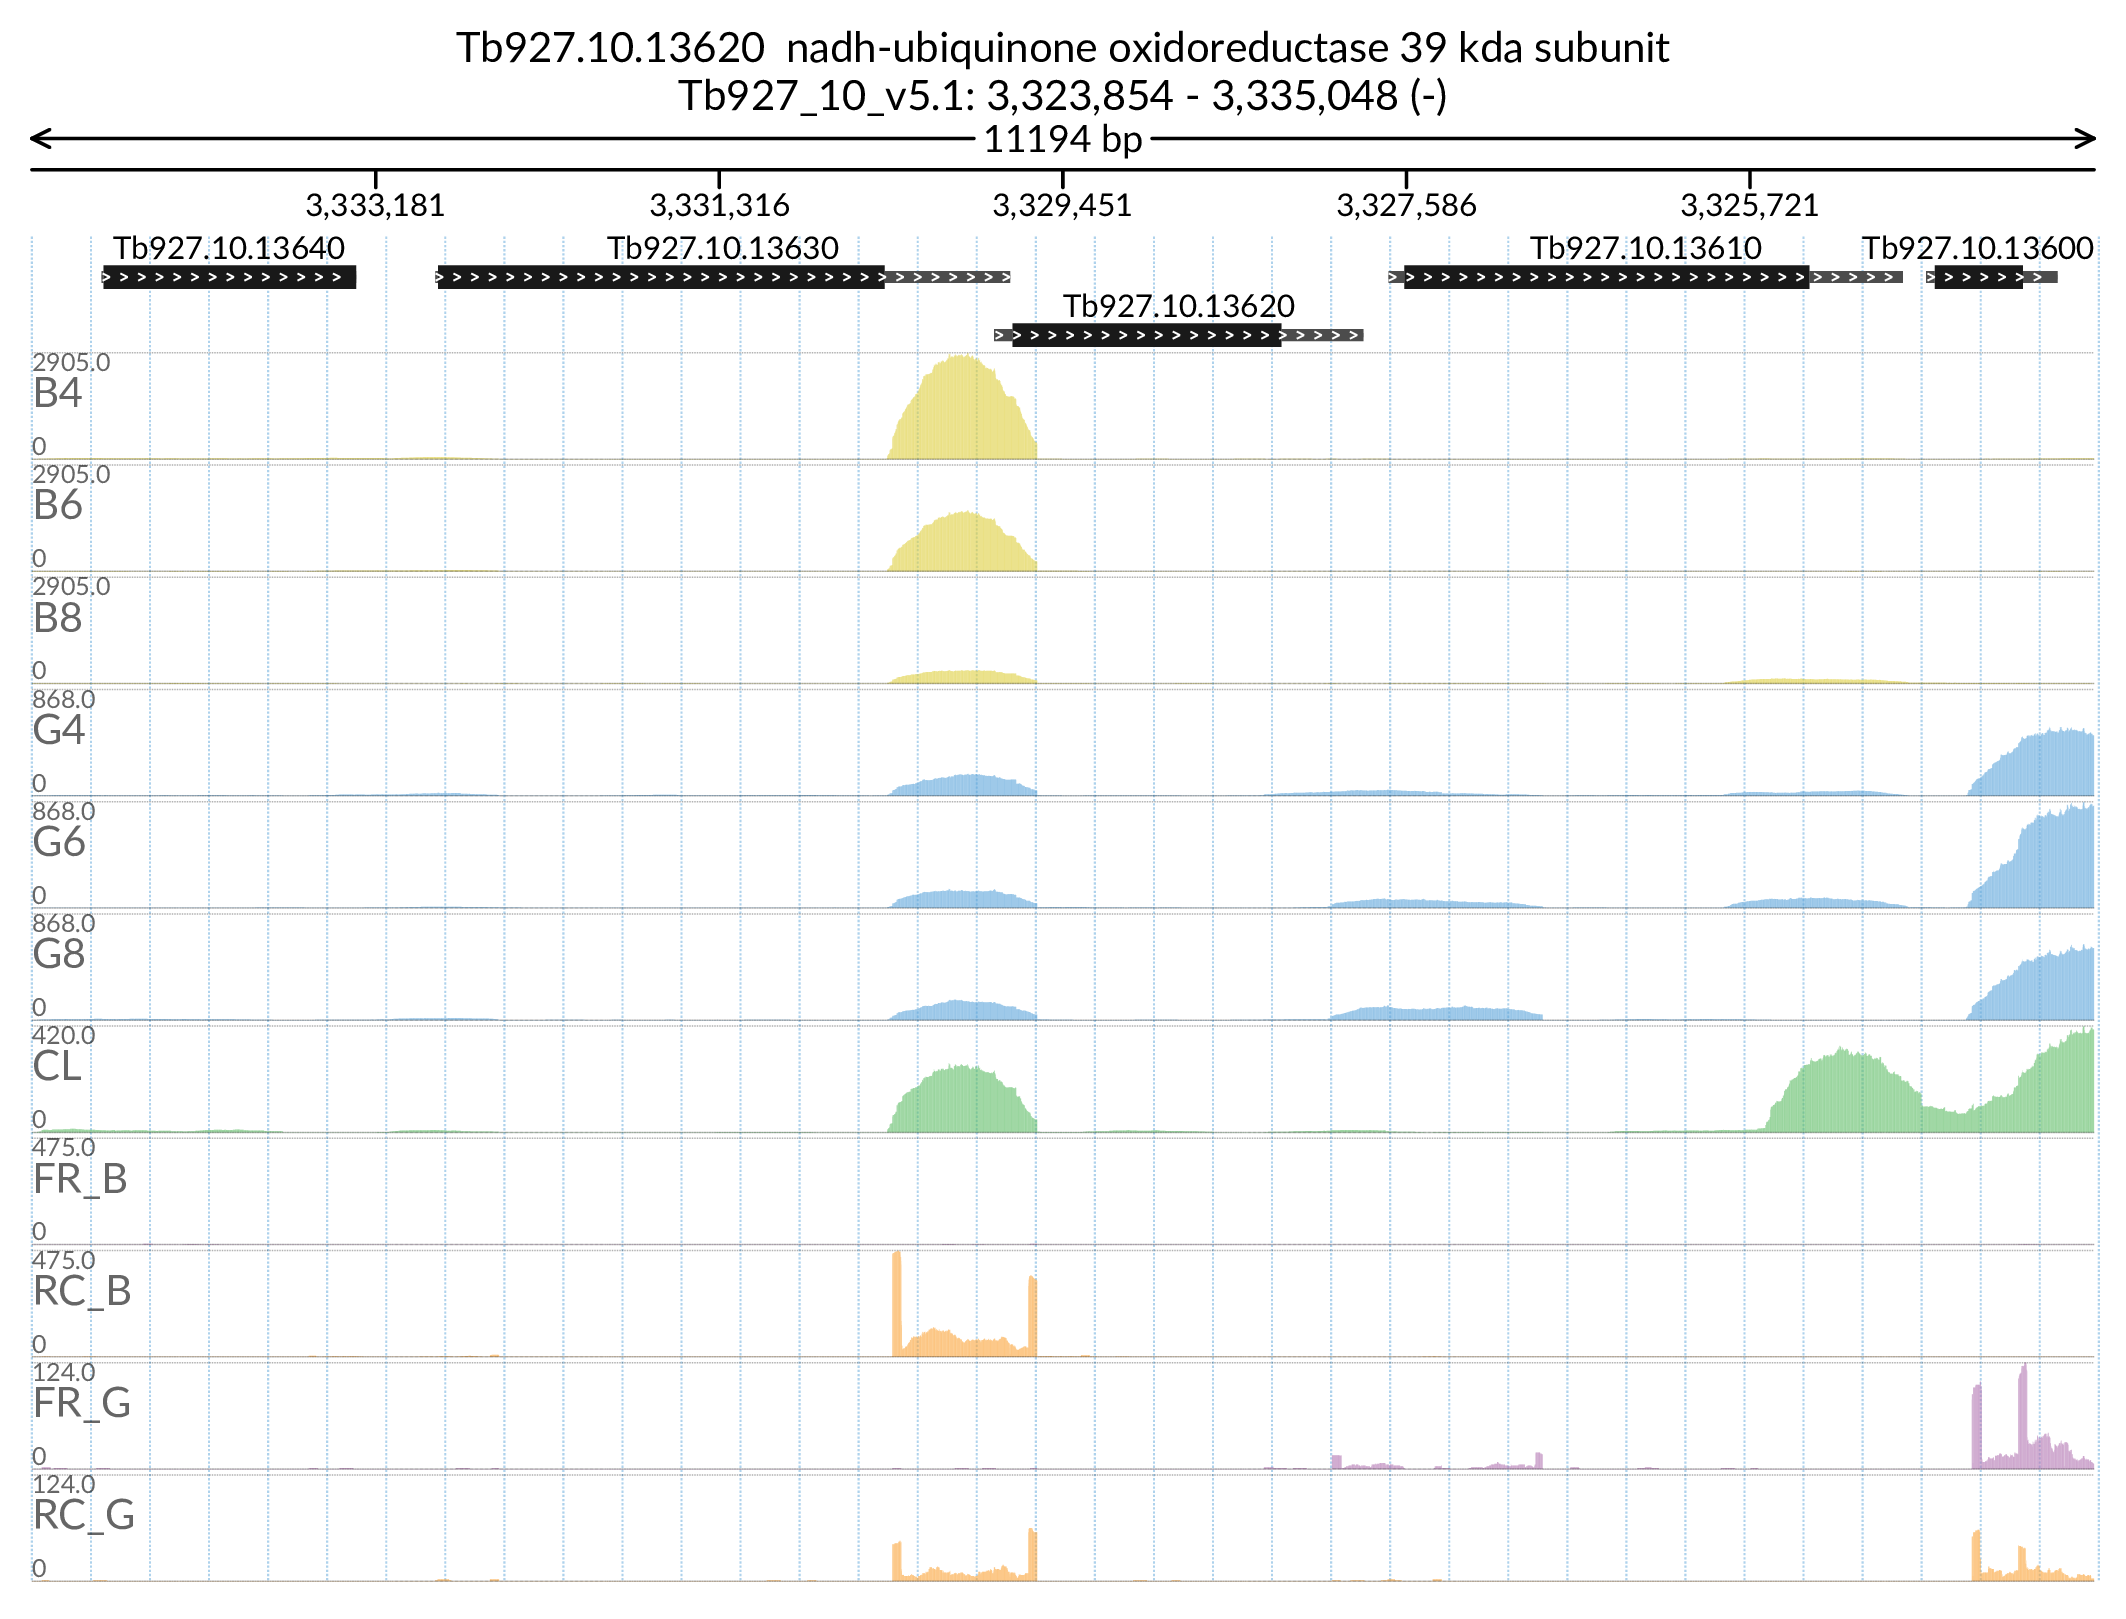 Tb927.10.13620  nadh-ubiquinone oxidoreductase 39 kda subunit
Tb927_10_v5.1: 3,323,854 - 3,335,048 (-)
11194 bp
3,333,181 3,331,316 3,329,451 3,327,586 3,325,721
Tb927.10.13640 Tb927.10.13630 Tb927.10.13610 Tb927.10.13600
Tb927.10.13620
2905.0
B4
0
2905.0
B6
0
2905.0
B8
0
868.0
G4
0
868.0
G6
0
868.0
G8
0
420.0
CL
0
475.0
FR_B
0
475.0
RC_B
0
124.0
FR_G
0
124.0
RC_G
0